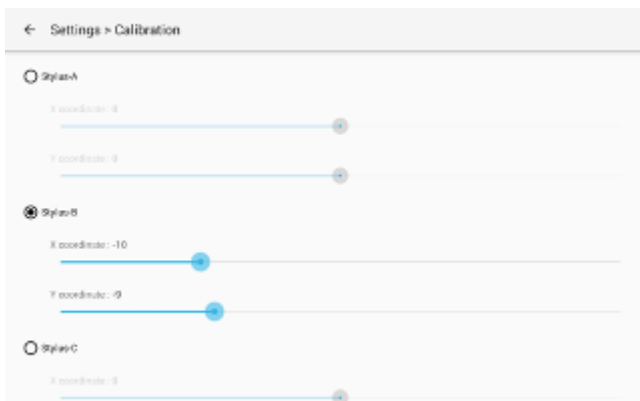 Settings > Calibration
Stylus-A
X coordinate : 0
Y coordinate : 0
Stylus-B
X coordinate : -10
Y coordinate : -9
Stylus-C
X coordinate : 0